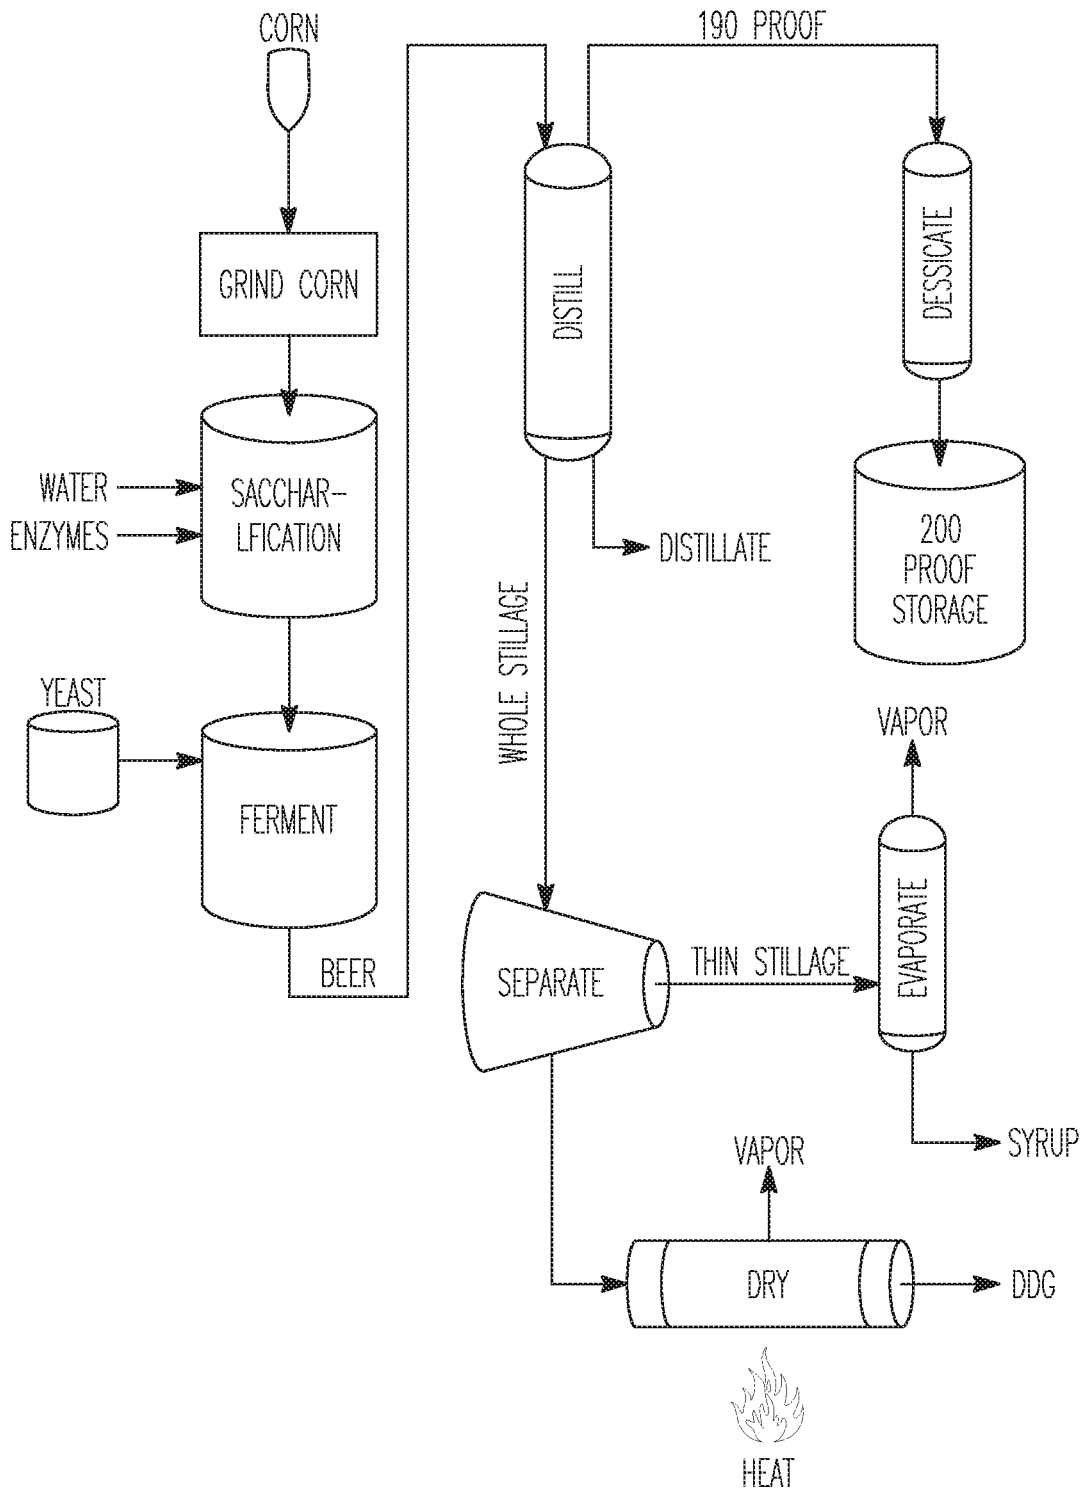 CORN
190 PROOF
GRIND CORN
DISTILL
DESSICATE
WATER
ENZYMES
SACCHAR-
LFICATION
DISTILLATE
200
PROOF
STORAGE
WHOLE STILLAGE
YEAST
FERMENT
BEER
VAPOR
SEPARATE
THIN STILLAGE
EVAPORATE
SYRUP
VAPOR
DRY
DDG
HEAT